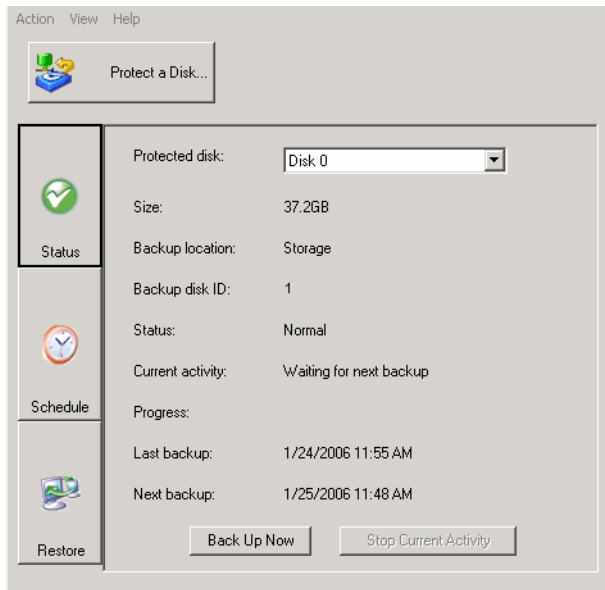 Action View Help
Protect a Disk...
Protected disk: Disk 0
Size: 37.2GB
Status
Backup location: Storage
Backup disk ID: 1
Status: Normal
Current activity: Waiting for next backup
Schedule
Progress:
Last backup: 1/24/2006 11:55 AM
Next backup: 1/25/2006 11:48 AM
Restore
Back Up Now Stop Current Activity